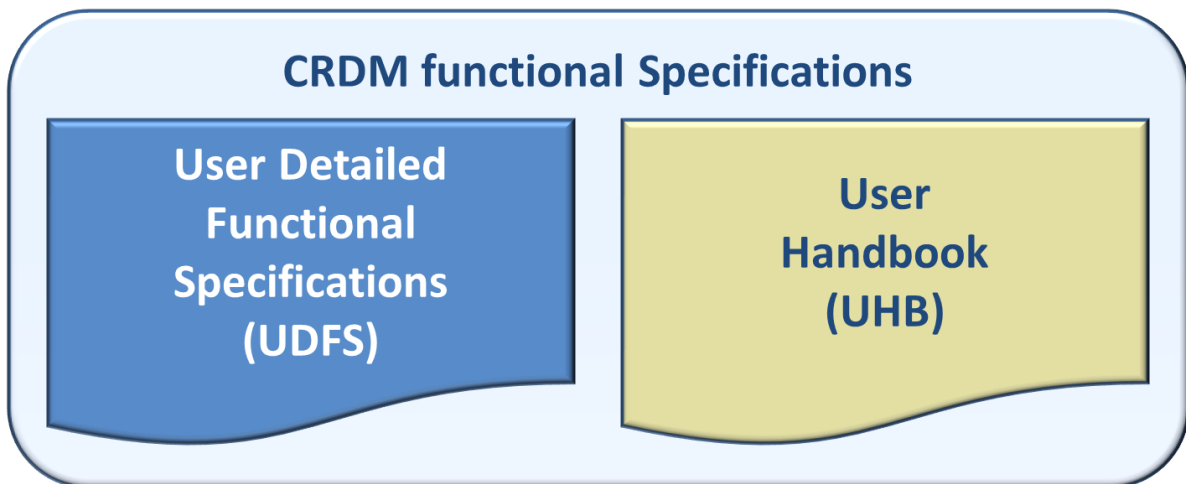 CRDM functional Specifications
User Detailed
Functional
Specifications
(UDFS)
User
Handbook
(UHB)